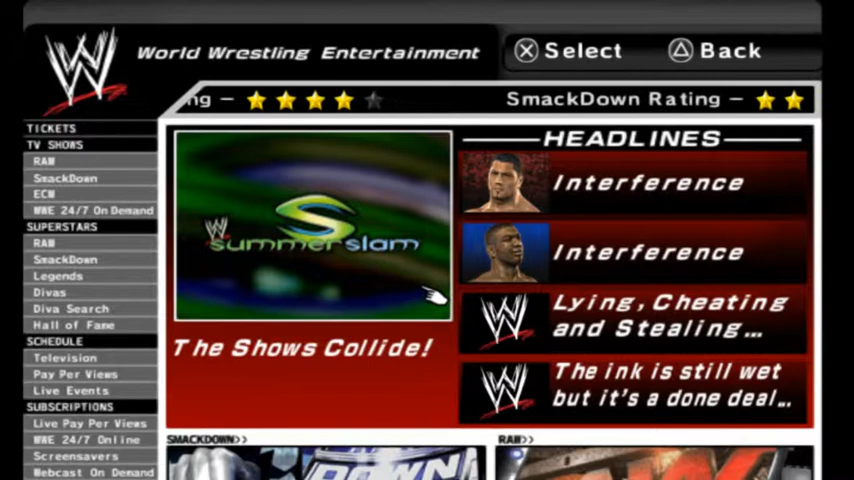 W
World Wrestling Entertainment
Select
Back
ng –
SmackDown Rating –
TICKETS
TV SHOWS
RAW
SmackDown
ECW
WWE 24/7 On Demand
SUPERSTARS
RAW
SmackDown
Legends
Divas
Diva Search
Hall of Fame
SCHEDULE
Television
Pay Per Views
Live Events
SUBSCRIPTIONS
Live Pay Per Views
WWE 24/7 Online
Screensavers
Webcast On Demand
W
S
summerslam
The Shows Collide!
HEADLINES
Interference
Interference
W
Lying, Cheating
and Stealing...
W
The ink is still wet
but it's a done deal...
SMACKDOWN>>
DOWN
RAW>>
RAW